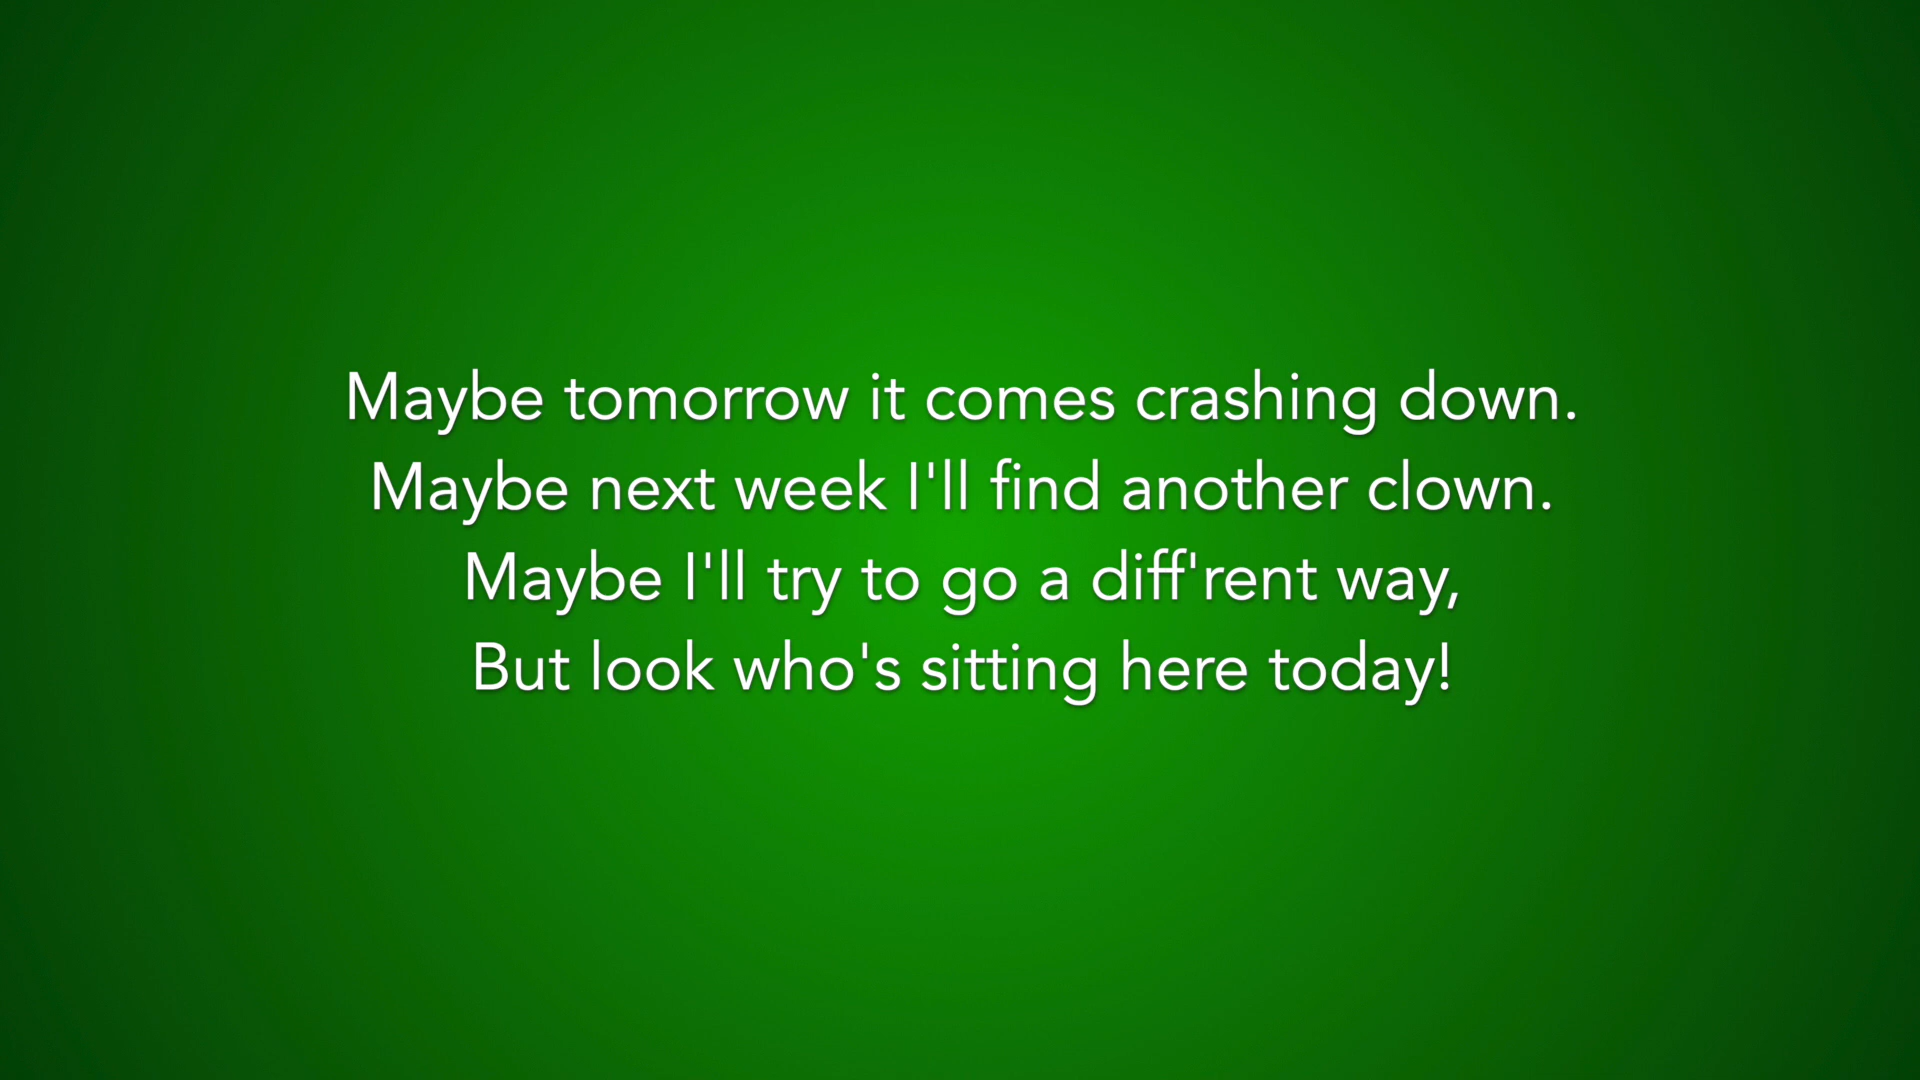 Maybe tomorrow it comes crashing down.
Maybe next week I'll find another clown.
Maybe I'll try to go a diff'rent way,
But look who's sitting here today!